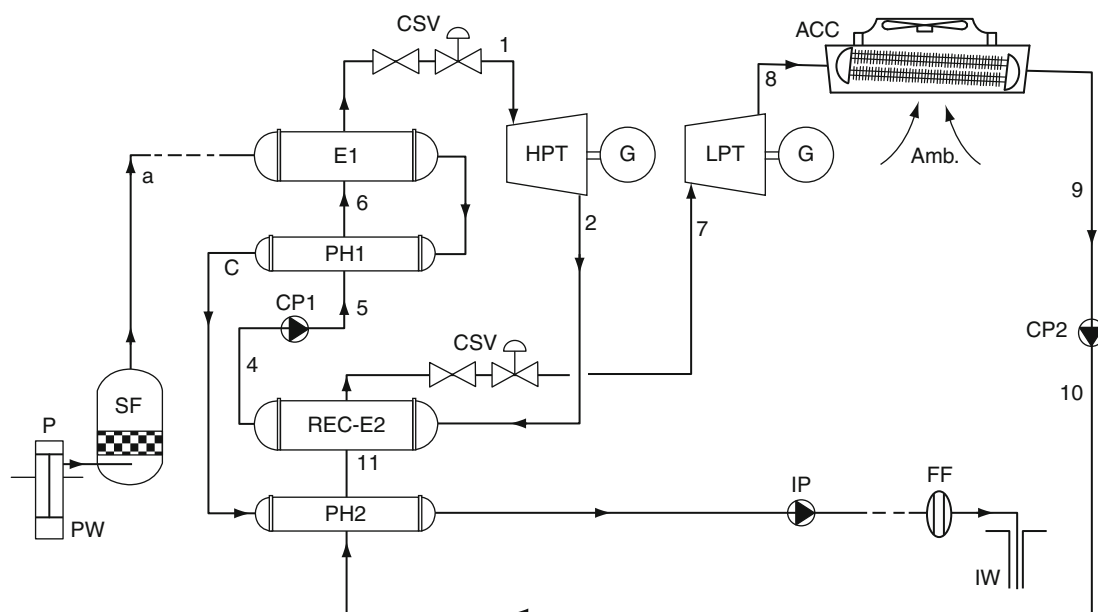 CSV
1
ACC
8
E1
HPT
G
LPT
G
Amb.
a
6
2
7
9
PH1
C
CP1
5
CSV
CP2
4
10
SF
REC-E2
P
11
IP
FF
PH2
PW
IW